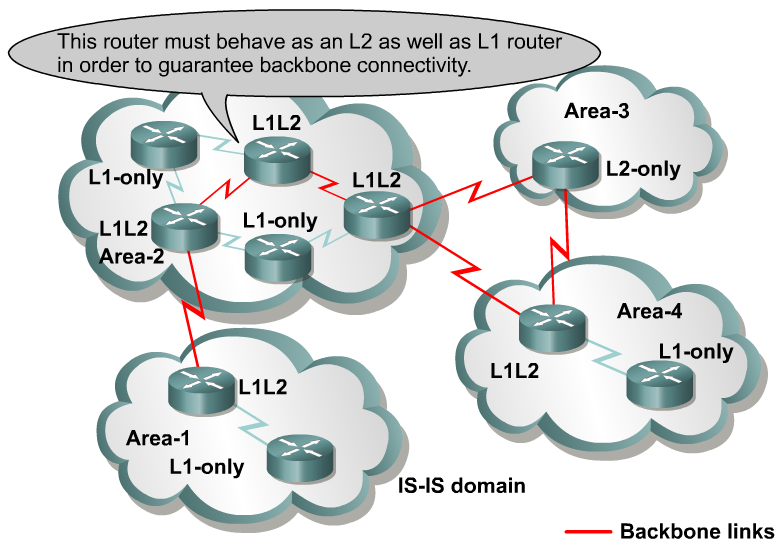 This router must behave as an L2 as well as L1 router
in order to guarantee backbone connectivity.
L1L2
L1-only
L1L2
L1-only
L1L2
Area-2
Area-3
L2-only
Area-4
L1-only
L1L2
L1L2
Area-1
L1-only
IS-IS domain
Backbone links